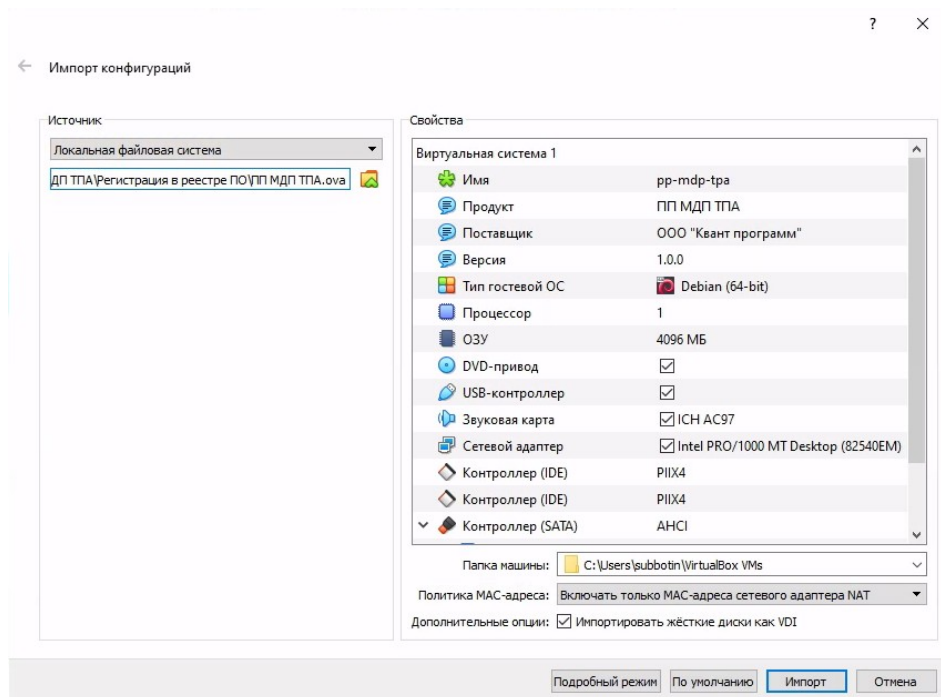 ?
Импорт конфигураций
Источник
Локальная файловая система
ДП ТПА\Регистрация в реестре ПО\ПП МДП ТПА.ova
Свойства
Виртуальная система 1
Имя pp-mdp-tpa
Продукт ПП МДП ТПА
Поставщик ООО "Квант программ"
Версия 1.0.0
Тип гостевой ОС Debian (64-bit)
Процессор 1
ОЗУ 4096 МБ
DVD-привод
USB-контроллер
Звуковая карта ICH AC97
Сетевой адаптер Intel PRO/1000 MT Desktop (82540EM)
Контроллер (IDE) PIIX4
Контроллер (IDE) PIIX4
Контроллер (SATA) AHCI
Папка машины: C:\Users\subbotin\VirtualBox VMs
Политика MAC-адреса: Включать только MAC-адреса сетевого адаптера NAT
Дополнительные опции: Импортировать жёсткие диски как VDI
Подробный режим По умолчанию Импорт Отмена